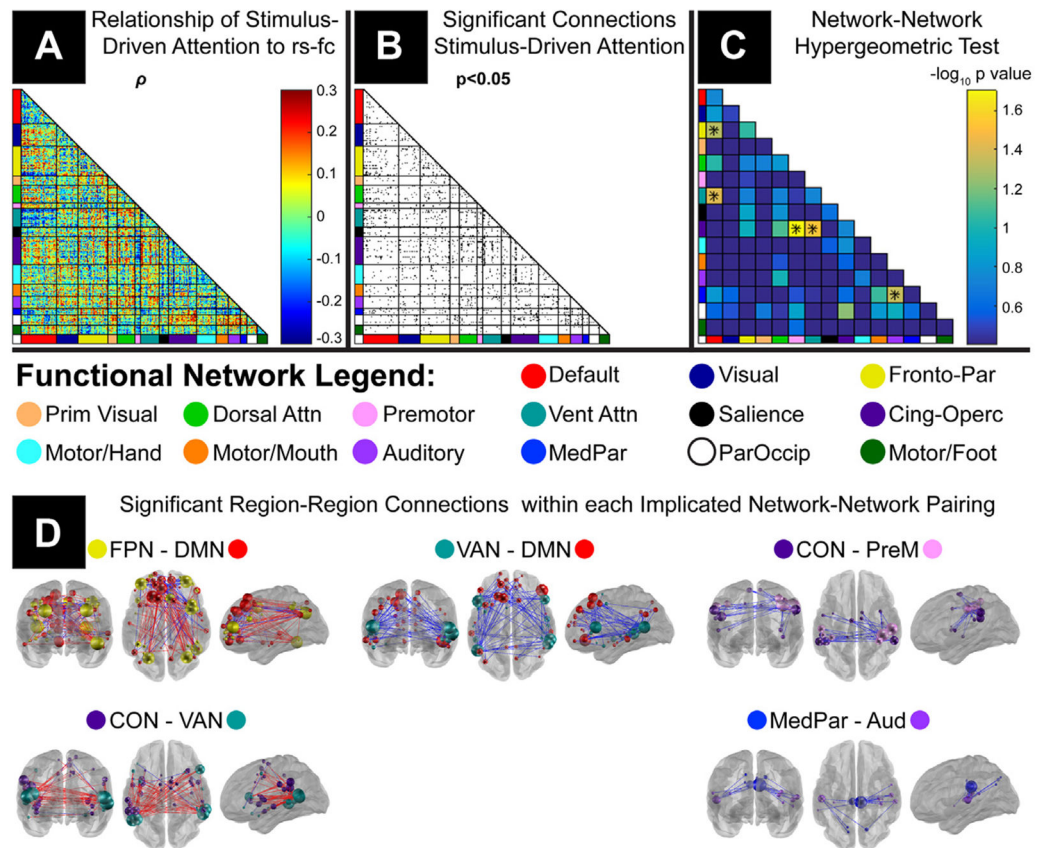 A
Relationship of Stimulus-
Driven Attention to rs-fc
ρ
0.3
0.2
0.1
0
-0.1
-0.2
-0.3
B
Significant Connections
Stimulus-Driven Attention
p<0.05
C
Network-Network
Hypergeometric Test
-log10 p value
1.6
1.4
1.2
1
0.8
0.6
* * * * * *
Functional Network Legend:
Default
Visual
Fronto-Par
Prim Visual
Dorsal Attn
Premotor
Vent Attn
Salience
Cing-Operc
Motor/Hand
Motor/Mouth
Auditory
MedPar
ParOccip
Motor/Foot
D
Significant Region-Region Connections within each Implicated Network-Network Pairing
FPN - DMN
VAN - DMN
CON - PreM
CON - VAN
MedPar - Aud